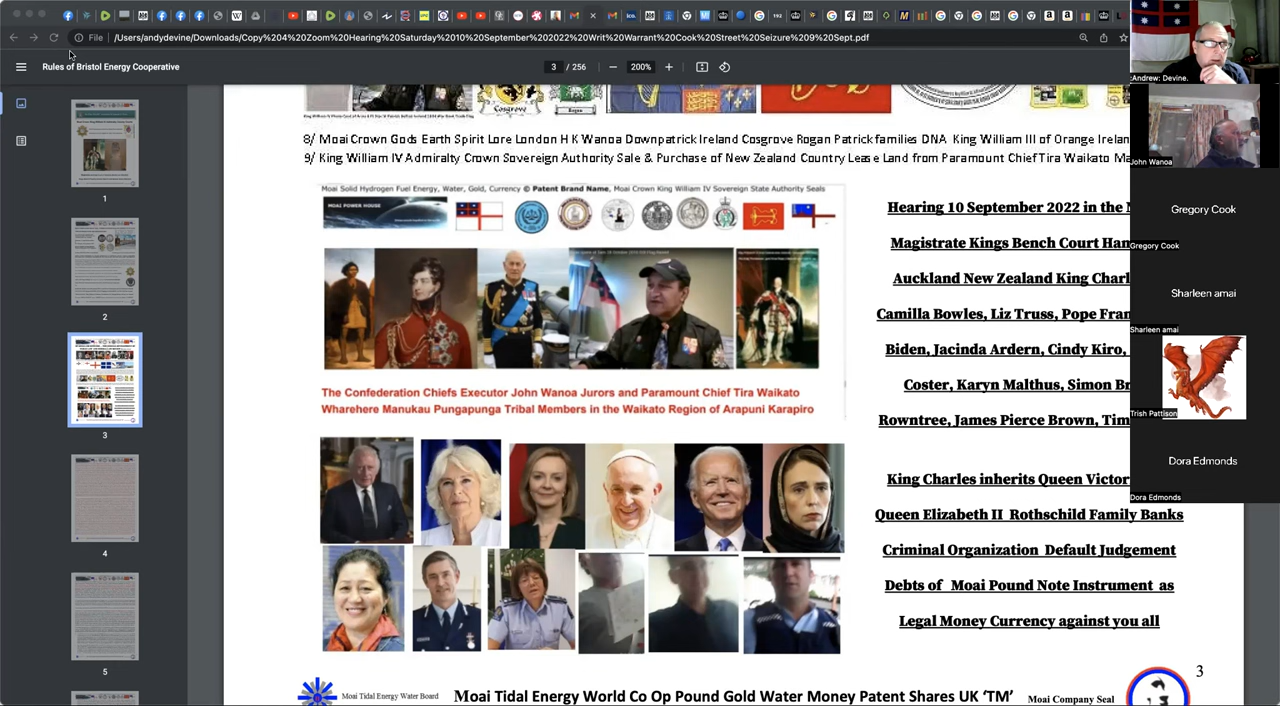 File
/Users/andydevine/Downloads/Copy%204%20Zoom%20Hearing%20Saturday%2010%20September%202022%20Writ%20Warrant%20Cook%20Street%20Seizure%209%20Sept.pdf
Rules of Bristol Energy Cooperative
3 / 256
200%
1
2
3
4
5
Cosgrove
Rogan
8/ Moai Crown Gods Earth Spirit Lore London H K Wanoa Downpatrick Ireland Cosgrove Rogan Patrick families DNA King William III of Orange Irelan
9/ King William IV Admiralty Crown Sovereign Authority Sale & Purchase of New Zealand Country Lease Land from Paramount Chief Tira Waikato Ma
Moai Solid Hydrogen Fuel Energy, Water, Gold, Currency © Patent Brand Name, Moai Crown King William IV Sovereign State Authority Seals
MOAI POWER HOUSE
The Confederation Chiefs Executor John Wanoa Jurors and Paramount Chief Tira Waikato
Wharehere Manukau Pungapunga Tribal Members in the Waikato Region of Arapuni Karapiro
Hearing 10 September 2022 in the M
Magistrate Kings Bench Court Han
Auckland New Zealand King Charl
Camilla Bowles, Liz Truss, Pope Fran
Biden, Jacinda Ardern, Cindy Kiro,
Coster, Karyn Malthus, Simon Br
Rowntree, James Pierce Brown, Tim
King Charles inherits Queen Victor
Queen Elizabeth II Rothschild Family Banks
Criminal Organization Default Judgement
Debts of Moai Pound Note Instrument as
Legal Money Currency against you all
3
Moai Tidal Energy Water Board
Moai Tidal Energy World Co Op Pound Gold Water Money Patent Shares UK ‘TM’
Moai Company Seal
Andrew: Devine.
John Wanoa
Gregory Cook
Gregory Cook
Sharleen amai
Sharleen amai
Trish Pattison
Dora Edmonds
Dora Edmonds